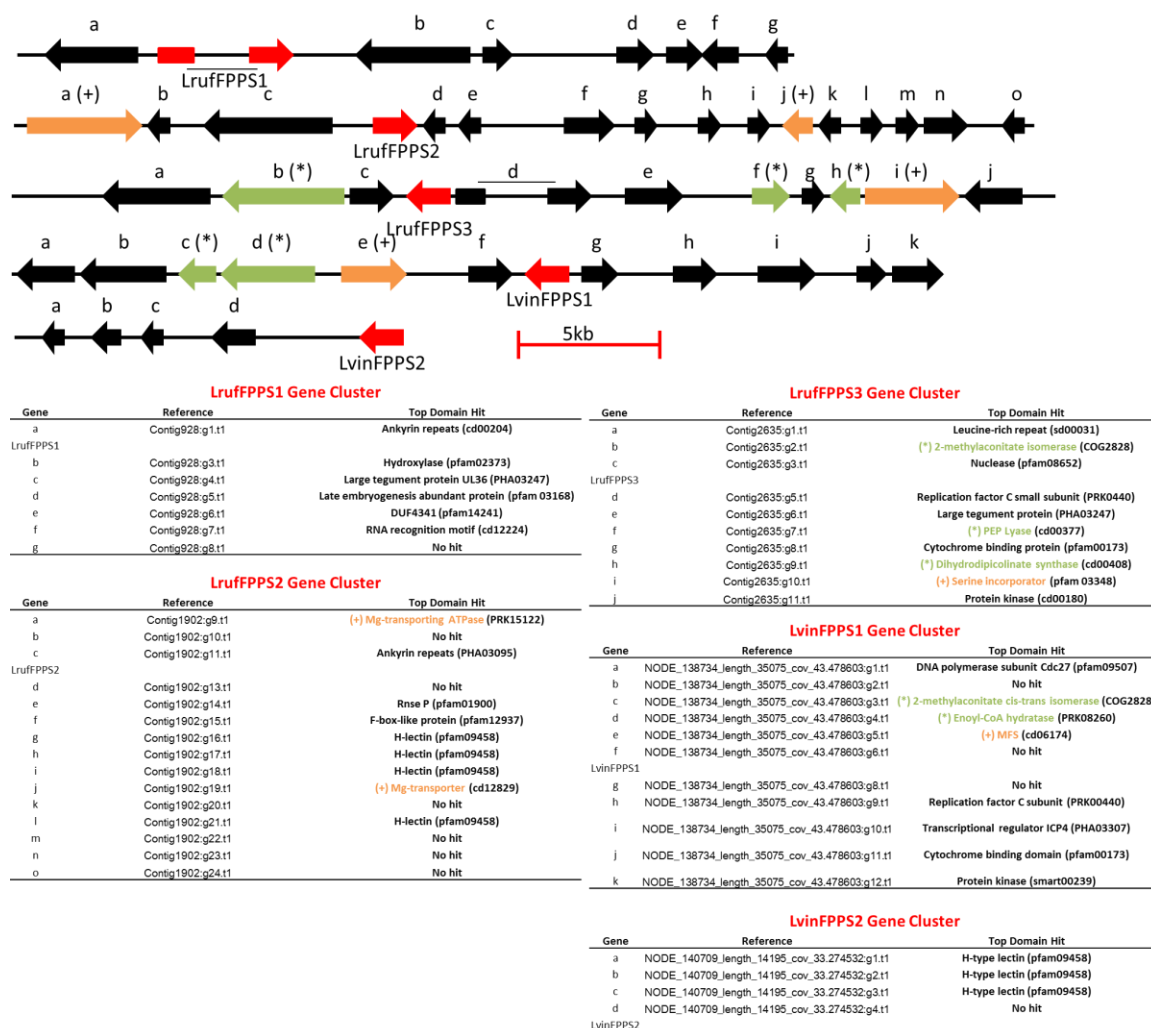 a b c d e f g
LrufFPPS1
a (+) b c d e f g h i j (+) k l m n o
LrufFPPS2
a b (*) c d e f (*) g h (*) i (+) j
LrufFPPS3
a b c (*) d (*) e (+) f g h i j k
LvinFPPS1
a b c d
5kb
LvinFPPS2
LrufFPPS1 Gene Cluster
Gene Reference Top Domain Hit
a Contig928:g1.t1 Ankyrin repeats (cd00204)
LrufFPPS1
b Contig928:g3.t1 Hydroxylase (pfam02373)
c Contig928:g4.t1 Large tegument protein UL36 (PHA03247)
d Contig928:g5.t1 Late embryogenesis abundant protein (pfam 03168)
e Contig928:g6.t1 DUF4341 (pfam14241)
f Contig928:g7.t1 RNA recognition motif (cd12224)
g Contig928:g8.t1 No hit
LrufFPPS2 Gene Cluster
Gene Reference Top Domain Hit
a Contig1902:g9.t1 (+) Mg-transporting ATPase (PRK15122)
b Contig1902:g10.t1 No hit
c Contig1902:g11.t1 Ankyrin repeats (PHA03095)
LrufFPPS2
d Contig1902:g13.t1 No hit
e Contig1902:g14.t1 Rnse P (pfam01900)
f Contig1902:g15.t1 F-box-like protein (pfam12937)
g Contig1902:g16.t1 H-lectin (pfam09458)
h Contig1902:g17.t1 H-lectin (pfam09458)
i Contig1902:g18.t1 H-lectin (pfam09458)
j Contig1902:g19.t1 (+) Mg-transporter (cd12829)
k Contig1902:g20.t1 No hit
l Contig1902:g21.t1 H-lectin (pfam09458)
m Contig1902:g22.t1 No hit
n Contig1902:g23.t1 No hit
o Contig1902:g24.t1 No hit
LrufFPPS3 Gene Cluster
Gene Reference Top Domain Hit
a Contig2635:g1.t1 Leucine-rich repeat (sd00031)
b Contig2635:g2.t1 (*) 2-methylaconitate isomerase (COG2828)
c Contig2635:g3.t1 Nuclease (pfam08652)
LrufFPPS3
d Contig2635:g5.t1 Replication factor C small subunit (PRK0440)
e Contig2635:g6.t1 Large tegument protein (PHA03247)
f Contig2635:g7.t1 (*) PEP Lyase (cd00377)
g Contig2635:g8.t1 Cytochrome binding protein (pfam00173)
h Contig2635:g9.t1 (*) Dihydrodipicolinate synthase (cd00408)
i Contig2635:g10.t1 (+) Serine incorporator (pfam 03348)
j Contig2635:g11.t1 Protein kinase (cd00180)
LvinFPPS1 Gene Cluster
Gene Reference Top Domain Hit
a NODE_138734_length_35075_cov_43.478603:g1.t1 DNA polymerase subunit Cdc27 (pfam09507)
b NODE_138734_length_35075_cov_43.478603:g2.t1 No hit
c NODE_138734_length_35075_cov_43.478603:g3.t1 (*) 2-methylaconitate cis-trans isomerase (COG2828
d NODE_138734_length_35075_cov_43.478603:g4.t1 (*) Enoyl-CoA hydratase (PRK08260)
e NODE_138734_length_35075_cov_43.478603:g5.t1 (+) MFS (cd06174)
f NODE_138734_length_35075_cov_43.478603:g6.t1 No hit
LvinFPPS1
g NODE_138734_length_35075_cov_43.478603:g8.t1 No hit
h NODE_138734_length_35075_cov_43.478603:g9.t1 Replication factor C subunit (PRK00440)
i NODE_138734_length_35075_cov_43.478603:g10.t1 Transcriptional regulator ICP4 (PHA03307)
j NODE_138734_length_35075_cov_43.478603:g11.t1 Cytochrome binding domain (pfam00173)
k NODE_138734_length_35075_cov_43.478603:g12.t1 Protein kinase (smart00239)
LvinFPPS2 Gene Cluster
Gene Reference Top Domain Hit
a NODE_140709_length_14195_cov_33.274532:g1.t1 H-type lectin (pfam09458)
b NODE_140709_length_14195_cov_33.274532:g2.t1 H-type lectin (pfam09458)
c NODE_140709_length_14195_cov_33.274532:g3.t1 H-type lectin (pfam09458)
d NODE_140709_length_14195_cov_33.274532:g4.t1 No hit
LvinFPPS2